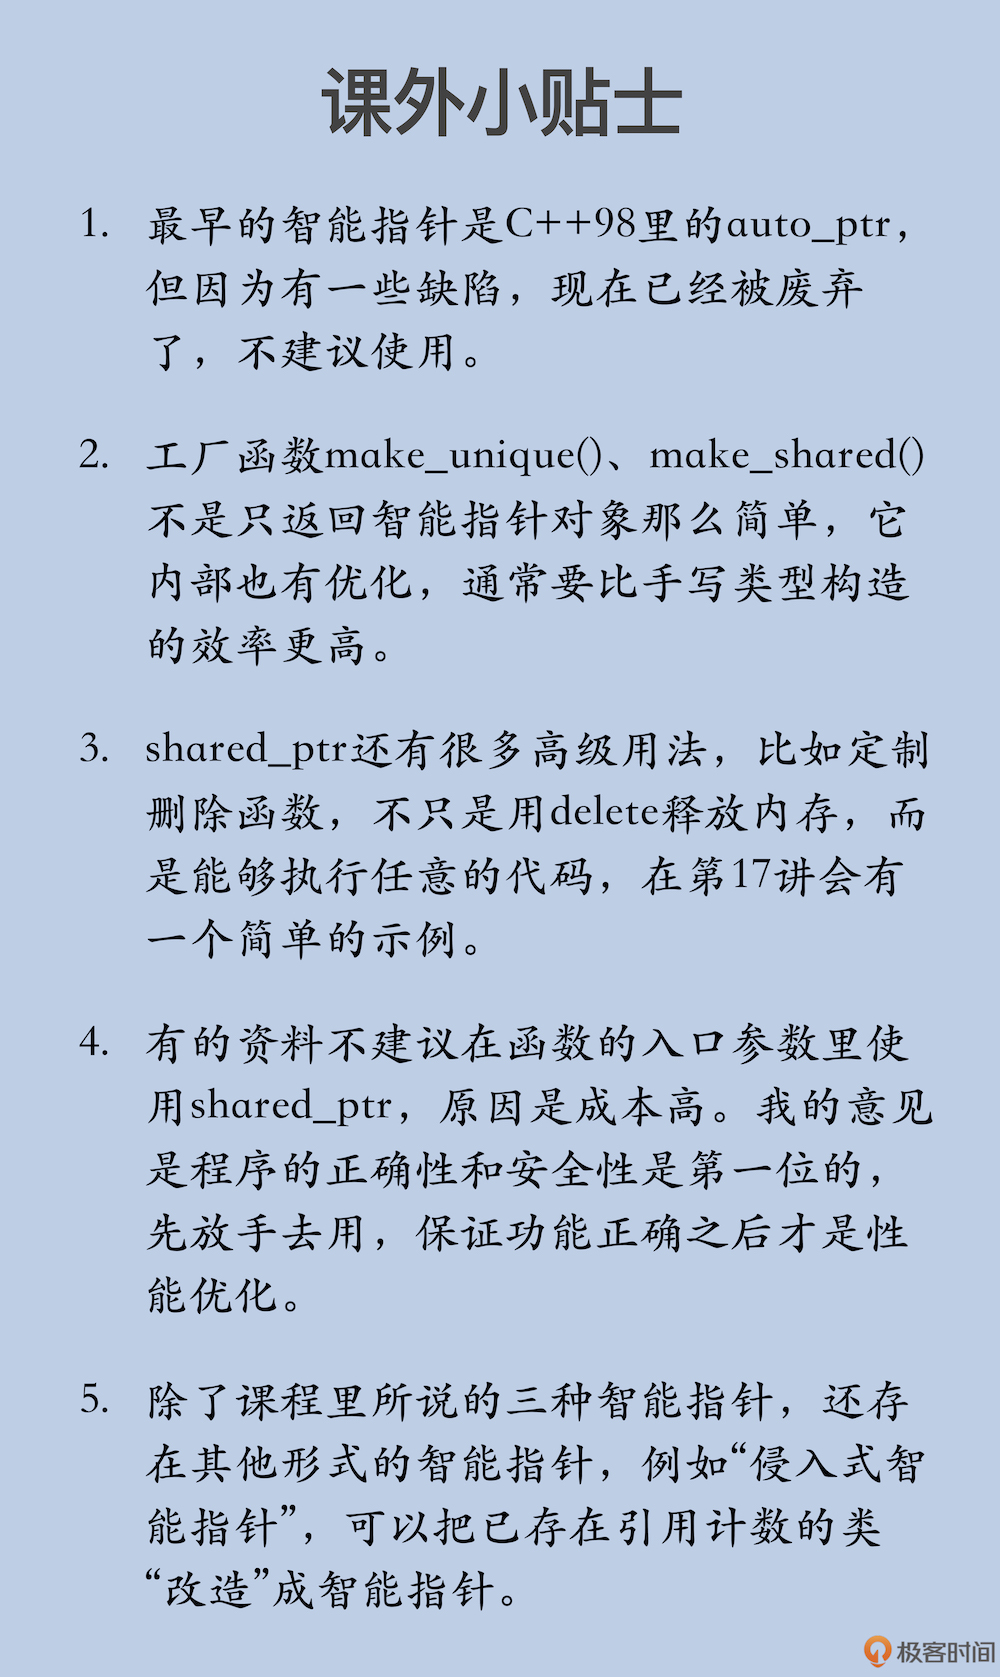 课外小贴士
1. 最早的智能指针是C++98里的auto_ptr，
但因为有一些缺陷，现在已经被废弃
了，不建议使用。
2. 工厂函数make_unique()、make_shared()
不是只返回智能指针对象那么简单，它
内部也有优化，通常要比手写类型构造
的效率更高。
3. shared_ptr还有很多高级用法，比如定制
删除函数，不只是用delete释放内存，而
是能够执行任意的代码，在第17讲会有
一个简单的示例。
4. 有的资料不建议在函数的入口参数里使
用shared_ptr，原因是成本高。我的意见
是程序的正确性和安全性是第一位的，
先放手去用，保证功能正确之后才是性
能优化。
5. 除了课程里所说的三种智能指针，还存
在其他形式的智能指针，例如“侵入式智
能指针”，可以把已存在引用计数的类
“改造”成智能指针。
极客时间